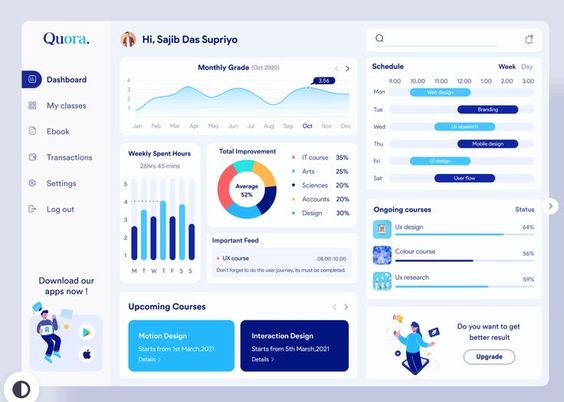 Quora.
Dashboard
My classes
Ebook
Transactions
Settings
Log out
Download our
apps now !
Hi, Sajib Das Supriyo
Monthly Grade (Oct 2020)
3.56
4
3
2
1
Jan Feb March Apr May Jun July Aug Sep Oct Nov Dec
Weekly Spent Hours
26hrs 45 mins
5
4
3
2
1
M T W T F S S
Total Improvement
Average
52%
IT course 35%
Arts 25%
Sciences 20%
Accounts 20%
Design 30%
Important Feed
UX course 08.00-10.00
Don't forget to do the user journey, Its must be completed.
Upcoming Courses
Motion Design
Starts from 1st March,2021
Details
Interaction Design
Starts from 5th March,2021
Details
Schedule Week Day
9.00 10.00 11.00 12.00 1.00 2.00 3.00
Mon Web design
Tue Branding
Wed Ux research
Thu Mobile design
Fri UI design
Sat User flow
Ongoing courses Status
Ux design 64%
Colour course 56%
Ux research 59%
Do you want to get
better result
Upgrade